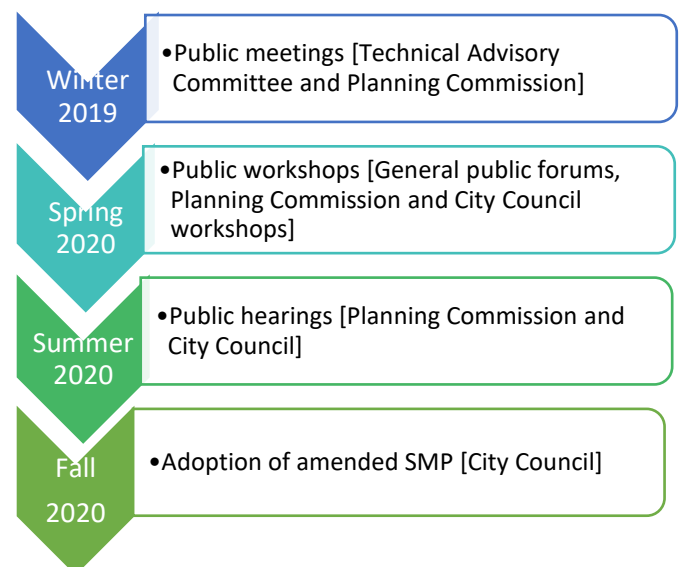 Winter
2019
•Public meetings [Technical Advisory
Committee and Planning Commission]
Spring
2020
•Public workshops [General public forums,
Planning Commission and City Council
workshops]
Summer
2020
•Public hearings [Planning Commission and
City Council]
Fall
2020
•Adoption of amended SMP [City Council]